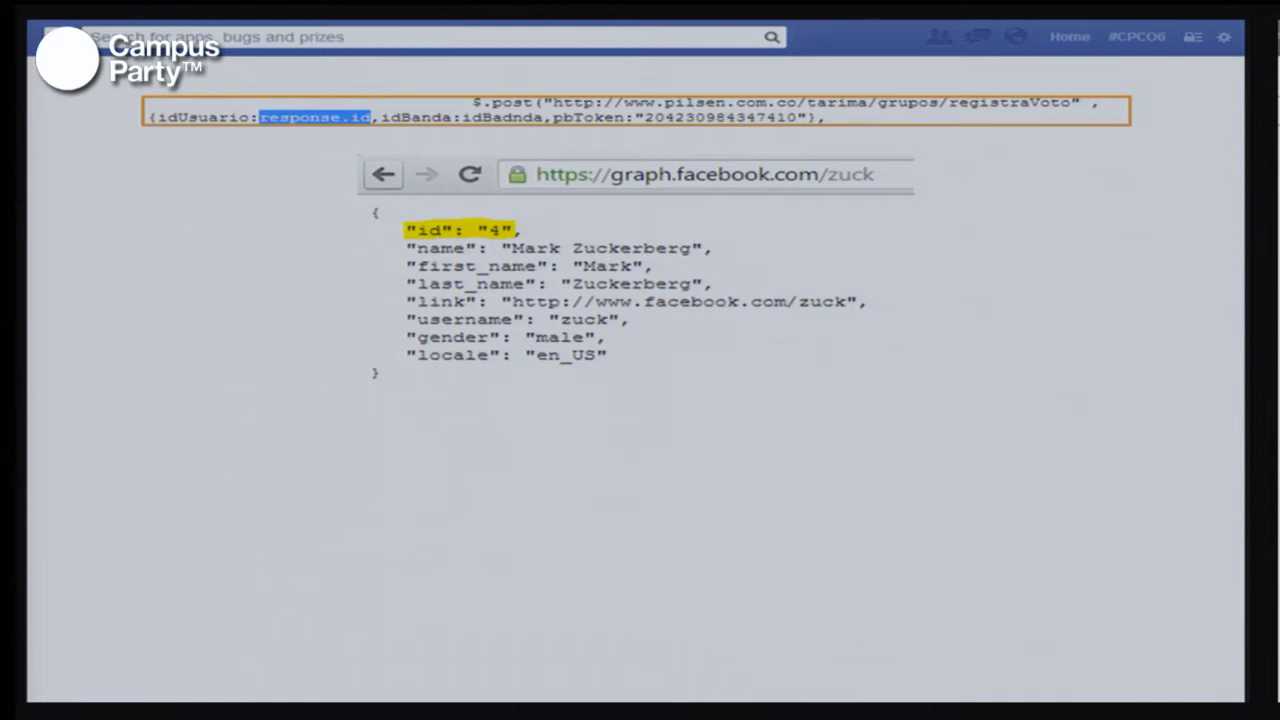 Search for apps, bugs and prizes
Home
#CPCO6
Campus
Party™
$.post("http://www.pilsen.com.co/tarima/grupos/registraVoto" ,
{idUsuario:response.id,idBanda:idBadnda,pbToken:"204230984347410"},
https://graph.facebook.com/zuck
{
"id": "4",
"name": "Mark Zuckerberg",
"first_name": "Mark",
"last_name": "Zuckerberg",
"link": "http://www.facebook.com/zuck",
"username": "zuck",
"gender": "male",
"locale": "en_US"
}